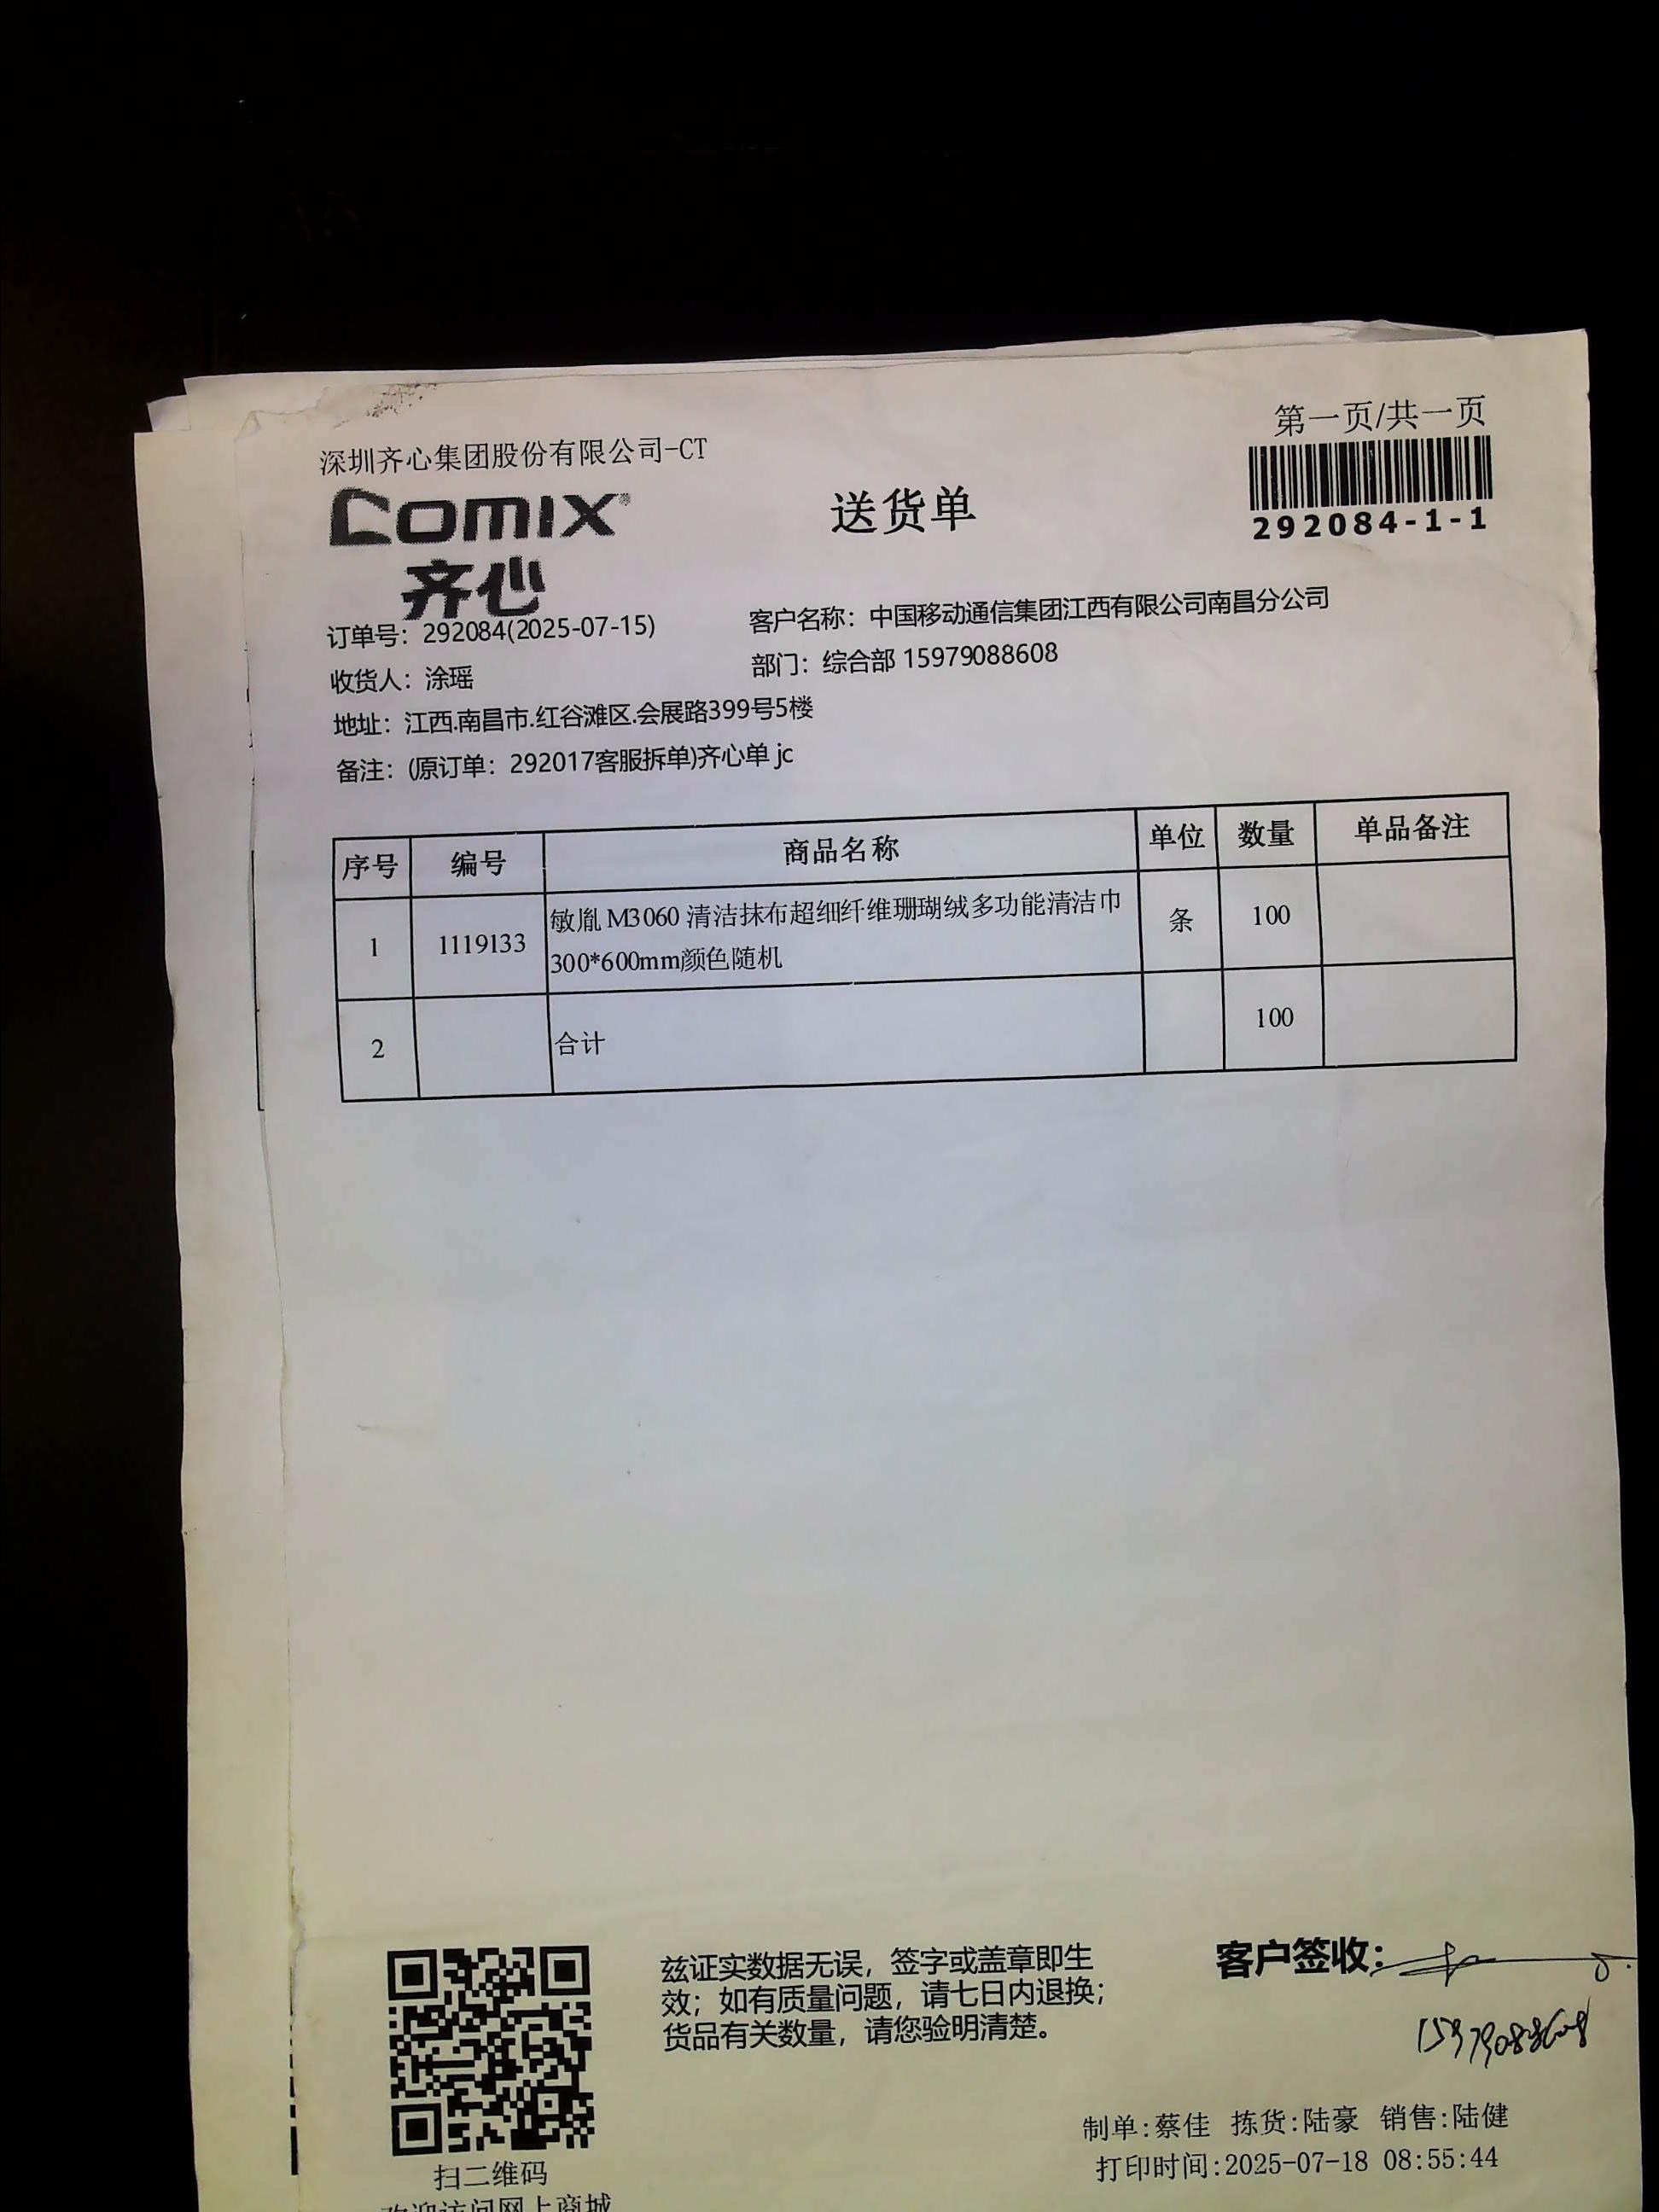 第一页/共一页
深圳齐心集团股份有限公司-CT
comix
齐心
送货单
292084-1-1
订单号：292084(2025-07-15)
客户名称：中国移动通信集团江西有限公司南昌分公司
收货人：涂瑶
部门：综合部 15979088608
地址：江西.南昌市.红谷滩区.会展路399号5楼
备注：(原订单：292017客服拆单)齐心单 jc
序号 编号 商品名称 单位 数量 单品备注
1 1119133 敏胤 M3060 清洁抹布超细纤维珊瑚绒多功能清洁巾 条 100
300*600mm颜色随机
2 合计 100
兹证实数据无误，签字或盖章即生
效；如有质量问题，请七日内退换；
货品有关数量，请您验明清楚。
客户签收：
15979088608
制单:蔡佳 拣货:陆豪 销售:陆健
打印时间:2025-07-18 08:55:44
扫二维码
欢迎访问网上商城